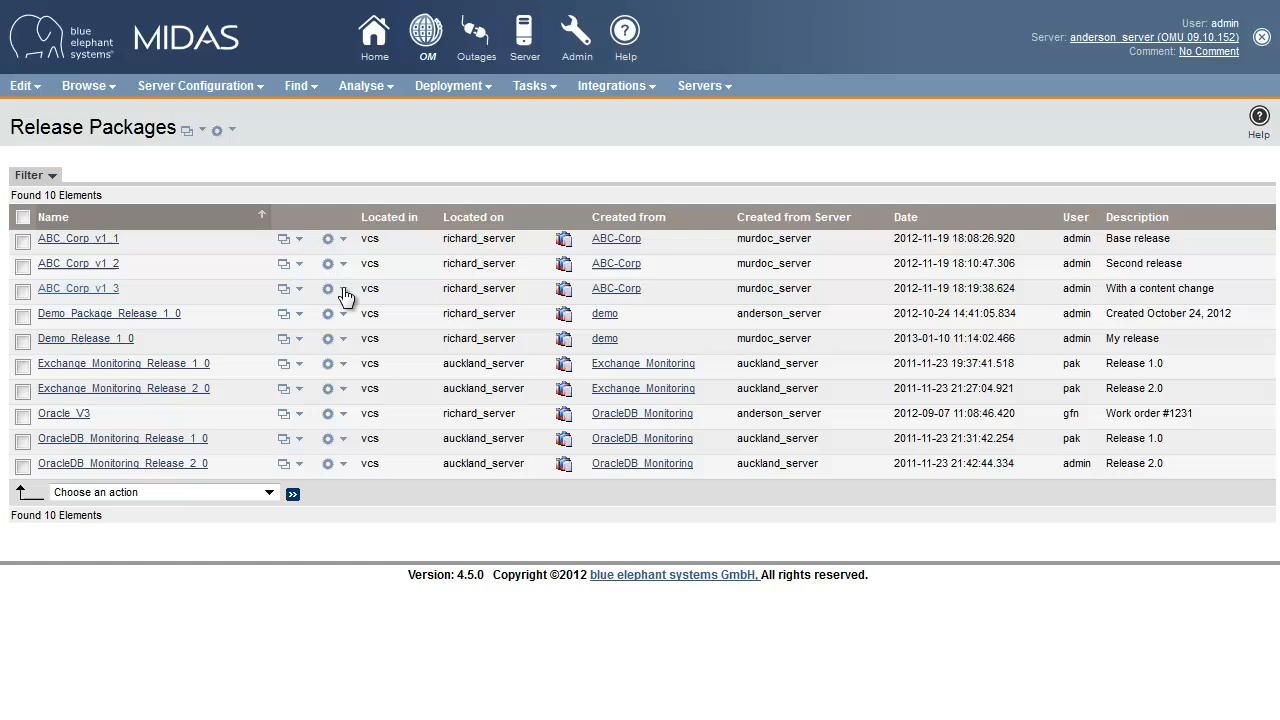 blue elephant systems MIDAS
Home OM Outages Server Admin Help
User: admin
Server: anderson_server (OMU 09.10.152)
Comment: No Comment
Edit Browse Server Configuration Find Analyse Deployment Tasks Integrations Servers
Release Packages
Help
Filter
Found 10 Elements
Name Located in Located on Created from Created from Server Date User Description
ABC_Corp_v1_1 vcs richard_server ABC-Corp murdoc_server 2012-11-19 18:08:26.920 admin Base release
ABC_Corp_v1_2 vcs richard_server ABC-Corp murdoc_server 2012-11-19 18:10:47.306 admin Second release
ABC_Corp_v1_3 vcs richard_server ABC-Corp murdoc_server 2012-11-19 18:19:38.624 admin With a content change
Demo_Package_Release_1_0 vcs richard_server demo anderson_server 2012-10-24 14:41:05.834 admin Created October 24, 2012
Demo_Release_1_0 vcs richard_server demo murdoc_server 2013-01-10 11:14:02.466 admin My release
Exchange_Monitoring_Release_1_0 vcs auckland_server Exchange_Monitoring auckland_server 2011-11-23 19:37:41.518 pak Release 1.0
Exchange_Monitoring_Release_2_0 vcs auckland_server Exchange_Monitoring auckland_server 2011-11-23 21:27:04.921 pak Release 2.0
Oracle_V3 vcs richard_server OracleDB_Monitoring anderson_server 2012-09-07 11:08:46.420 gfn Work order #1231
OracleDB_Monitoring_Release_1_0 vcs auckland_server OracleDB_Monitoring auckland_server 2011-11-23 21:31:42.254 pak Release 1.0
OracleDB_Monitoring_Release_2_0 vcs auckland_server OracleDB_Monitoring auckland_server 2011-11-23 21:42:44.334 admin Release 2.0
Choose an action
Found 10 Elements
Version: 4.5.0 Copyright ©2012 blue elephant systems GmbH, All rights reserved.